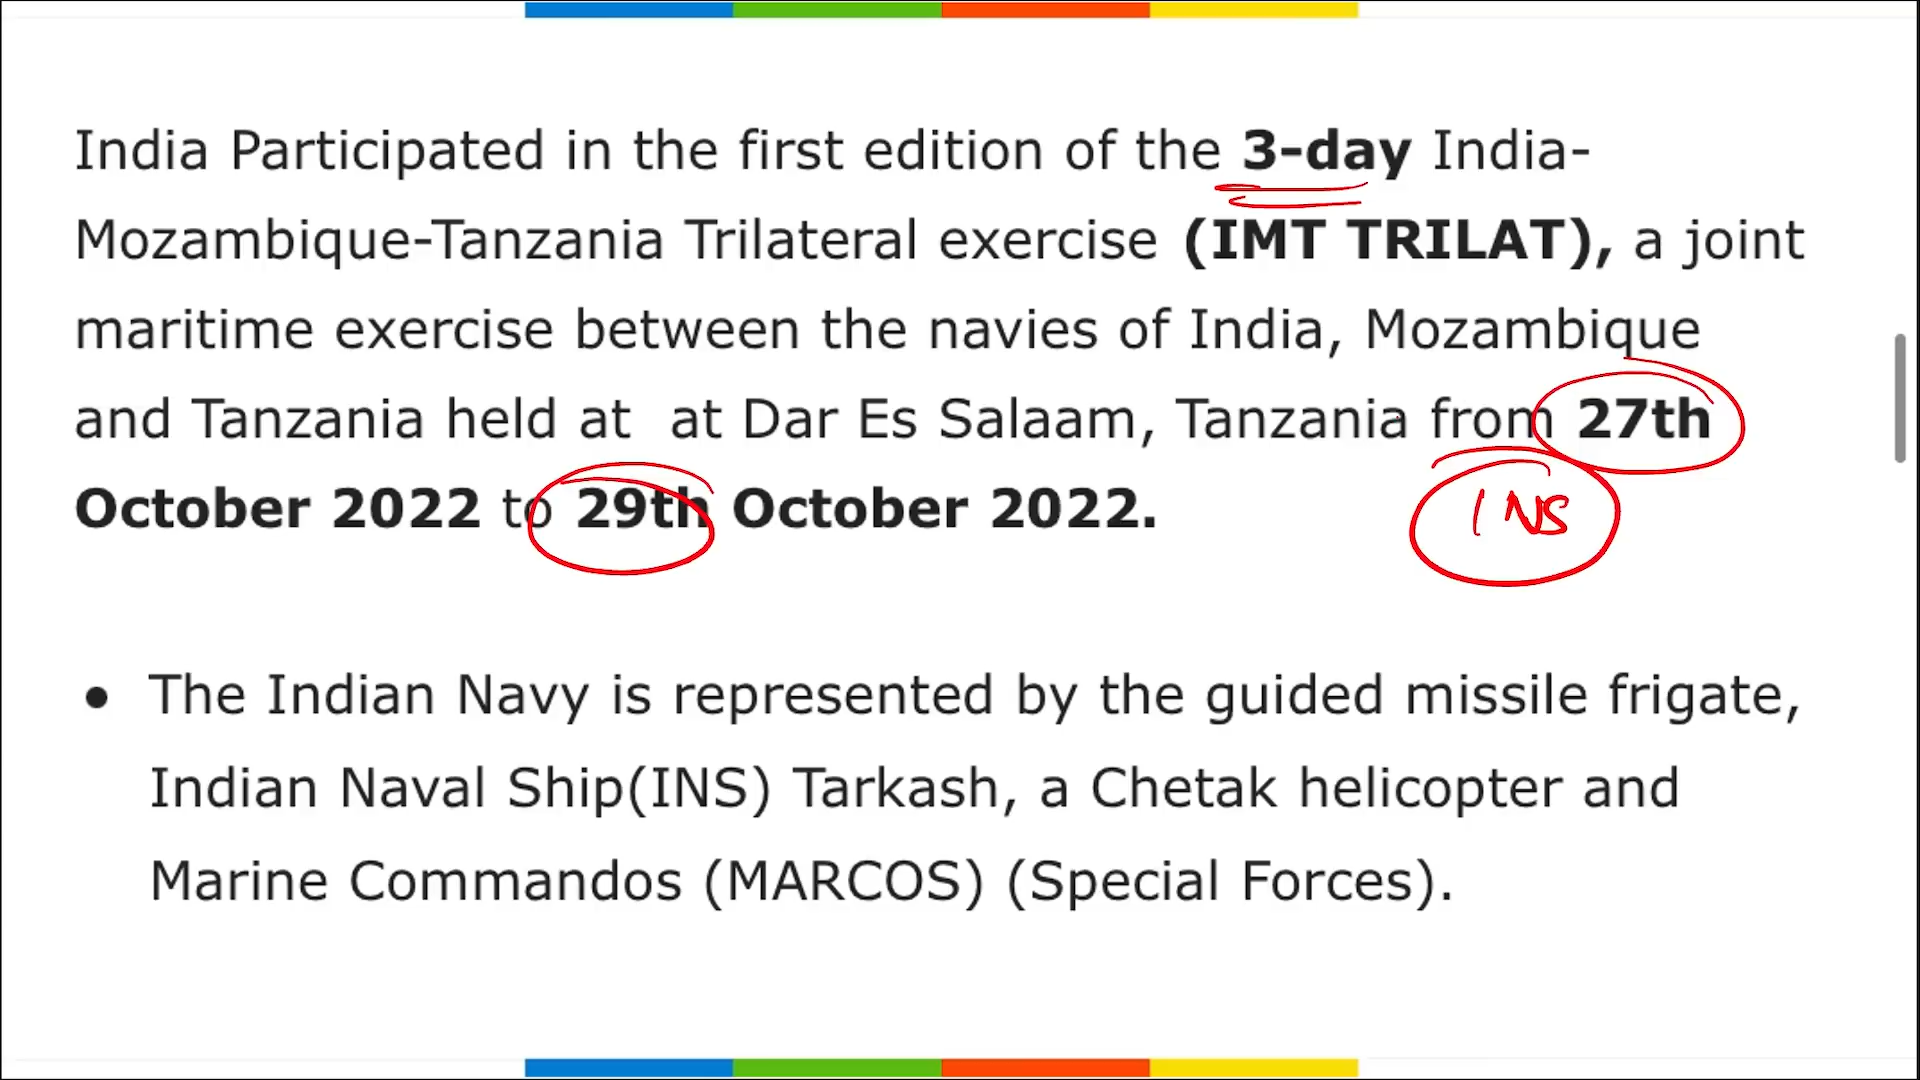 India Participated in the first edition of the 3-day India-
Mozambique-Tanzania Trilateral exercise (IMT TRILAT), a joint
maritime exercise between the navies of India, Mozambique
and Tanzania held at at Dar Es Salaam, Tanzania from 27th
October 2022 to 29th October 2022.
INS
• The Indian Navy is represented by the guided missile frigate,
Indian Naval Ship(INS) Tarkash, a Chetak helicopter and
Marine Commandos (MARCOS) (Special Forces).